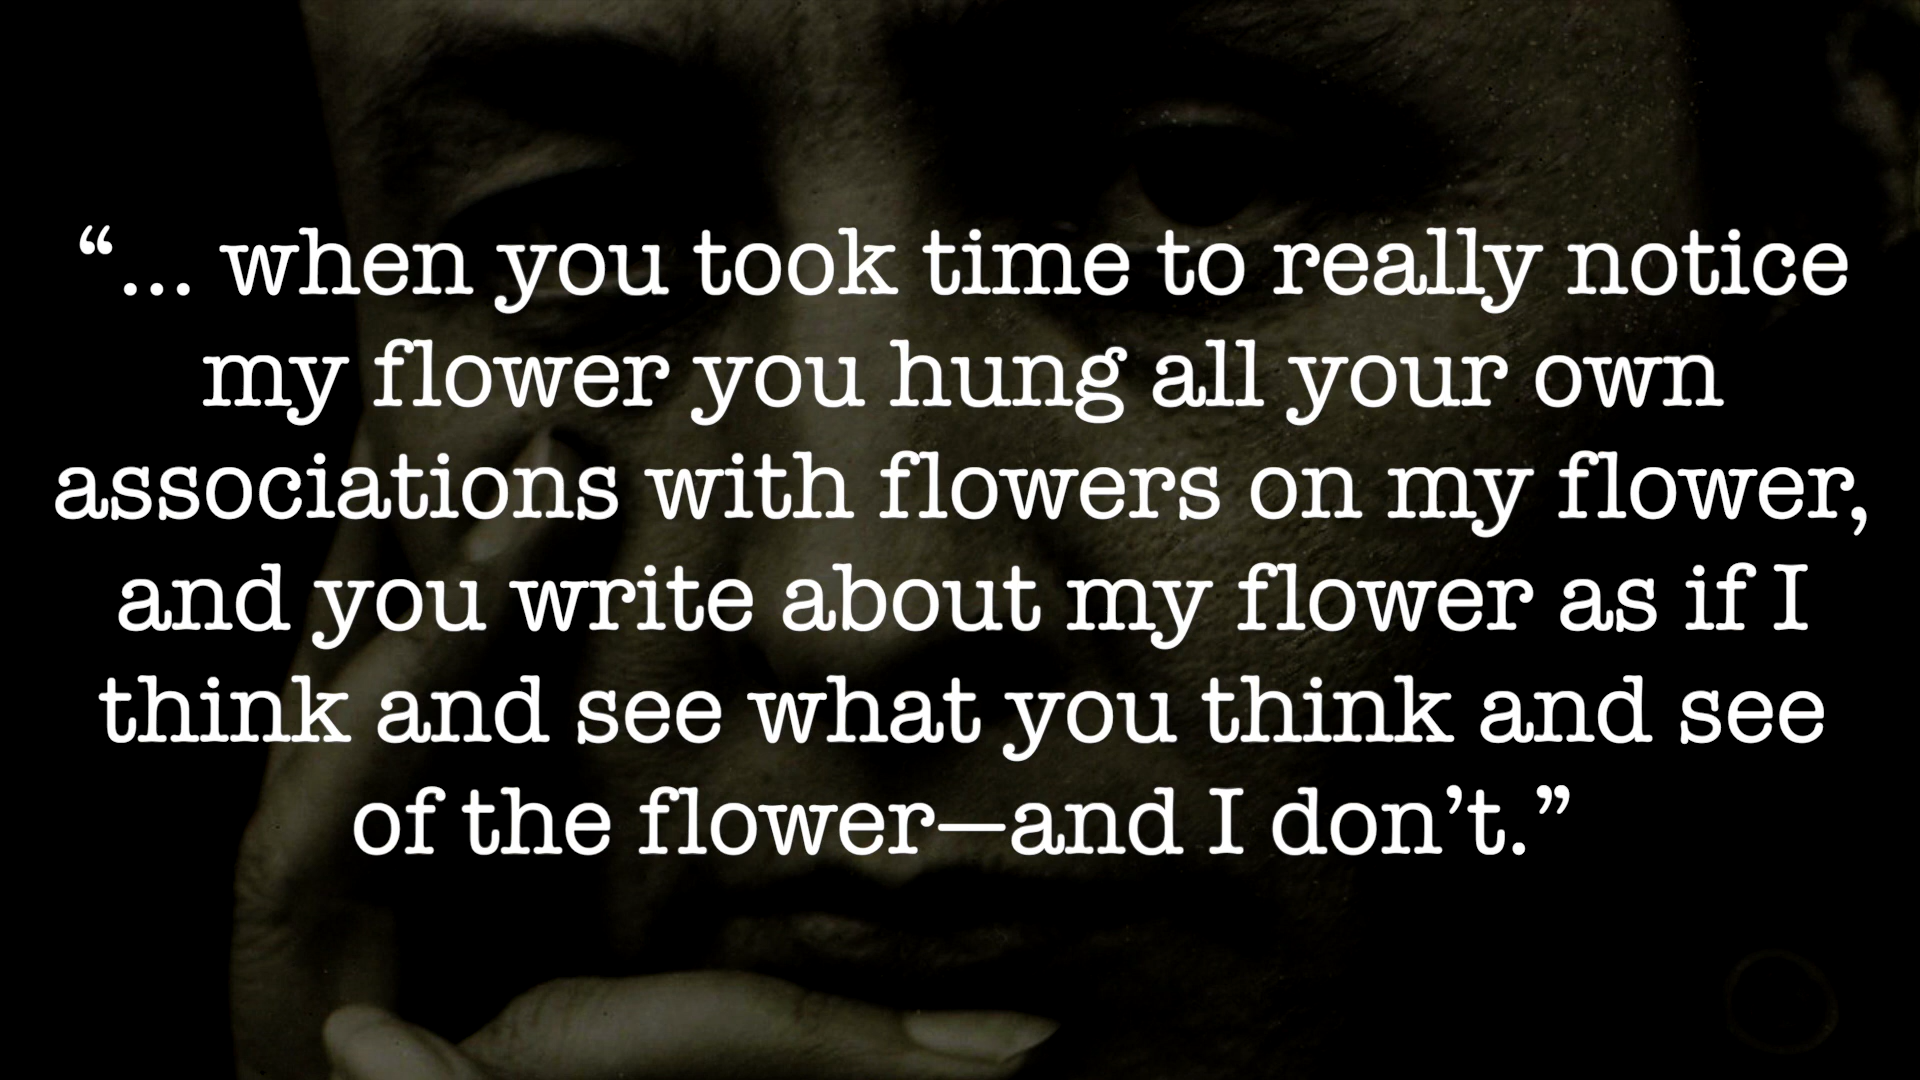 “... when you took time to really notice
my flower you hung all your own
associations with flowers on my flower,
and you write about my flower as if I
think and see what you think and see
of the flower—and I don’t.”